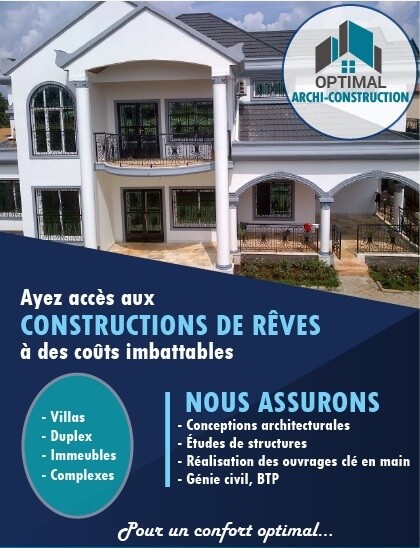 OPTIMAL
ARCHI-CONSTRUCTION
Ayez accès aux
CONSTRUCTIONS DE RÊVES
à des coûts imbattables
- Villas
- Duplex
- Immeubles
- Complexes
NOUS ASSURONS
- Conceptions architecturales
- Études de structures
- Réalisation des ouvrages clé en main
- Génie civil, BTP
Pour un confort optimal...